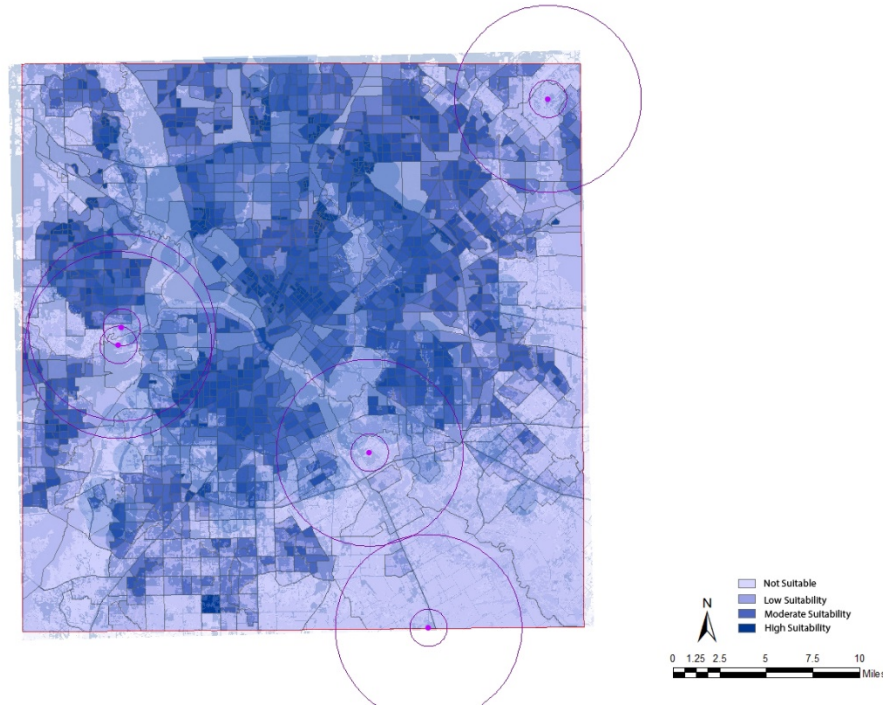 Not Suitable
Low Suitability
Moderate Suitability
High Suitability
N
0 1.25 2.5 5 7.5 10
Miles